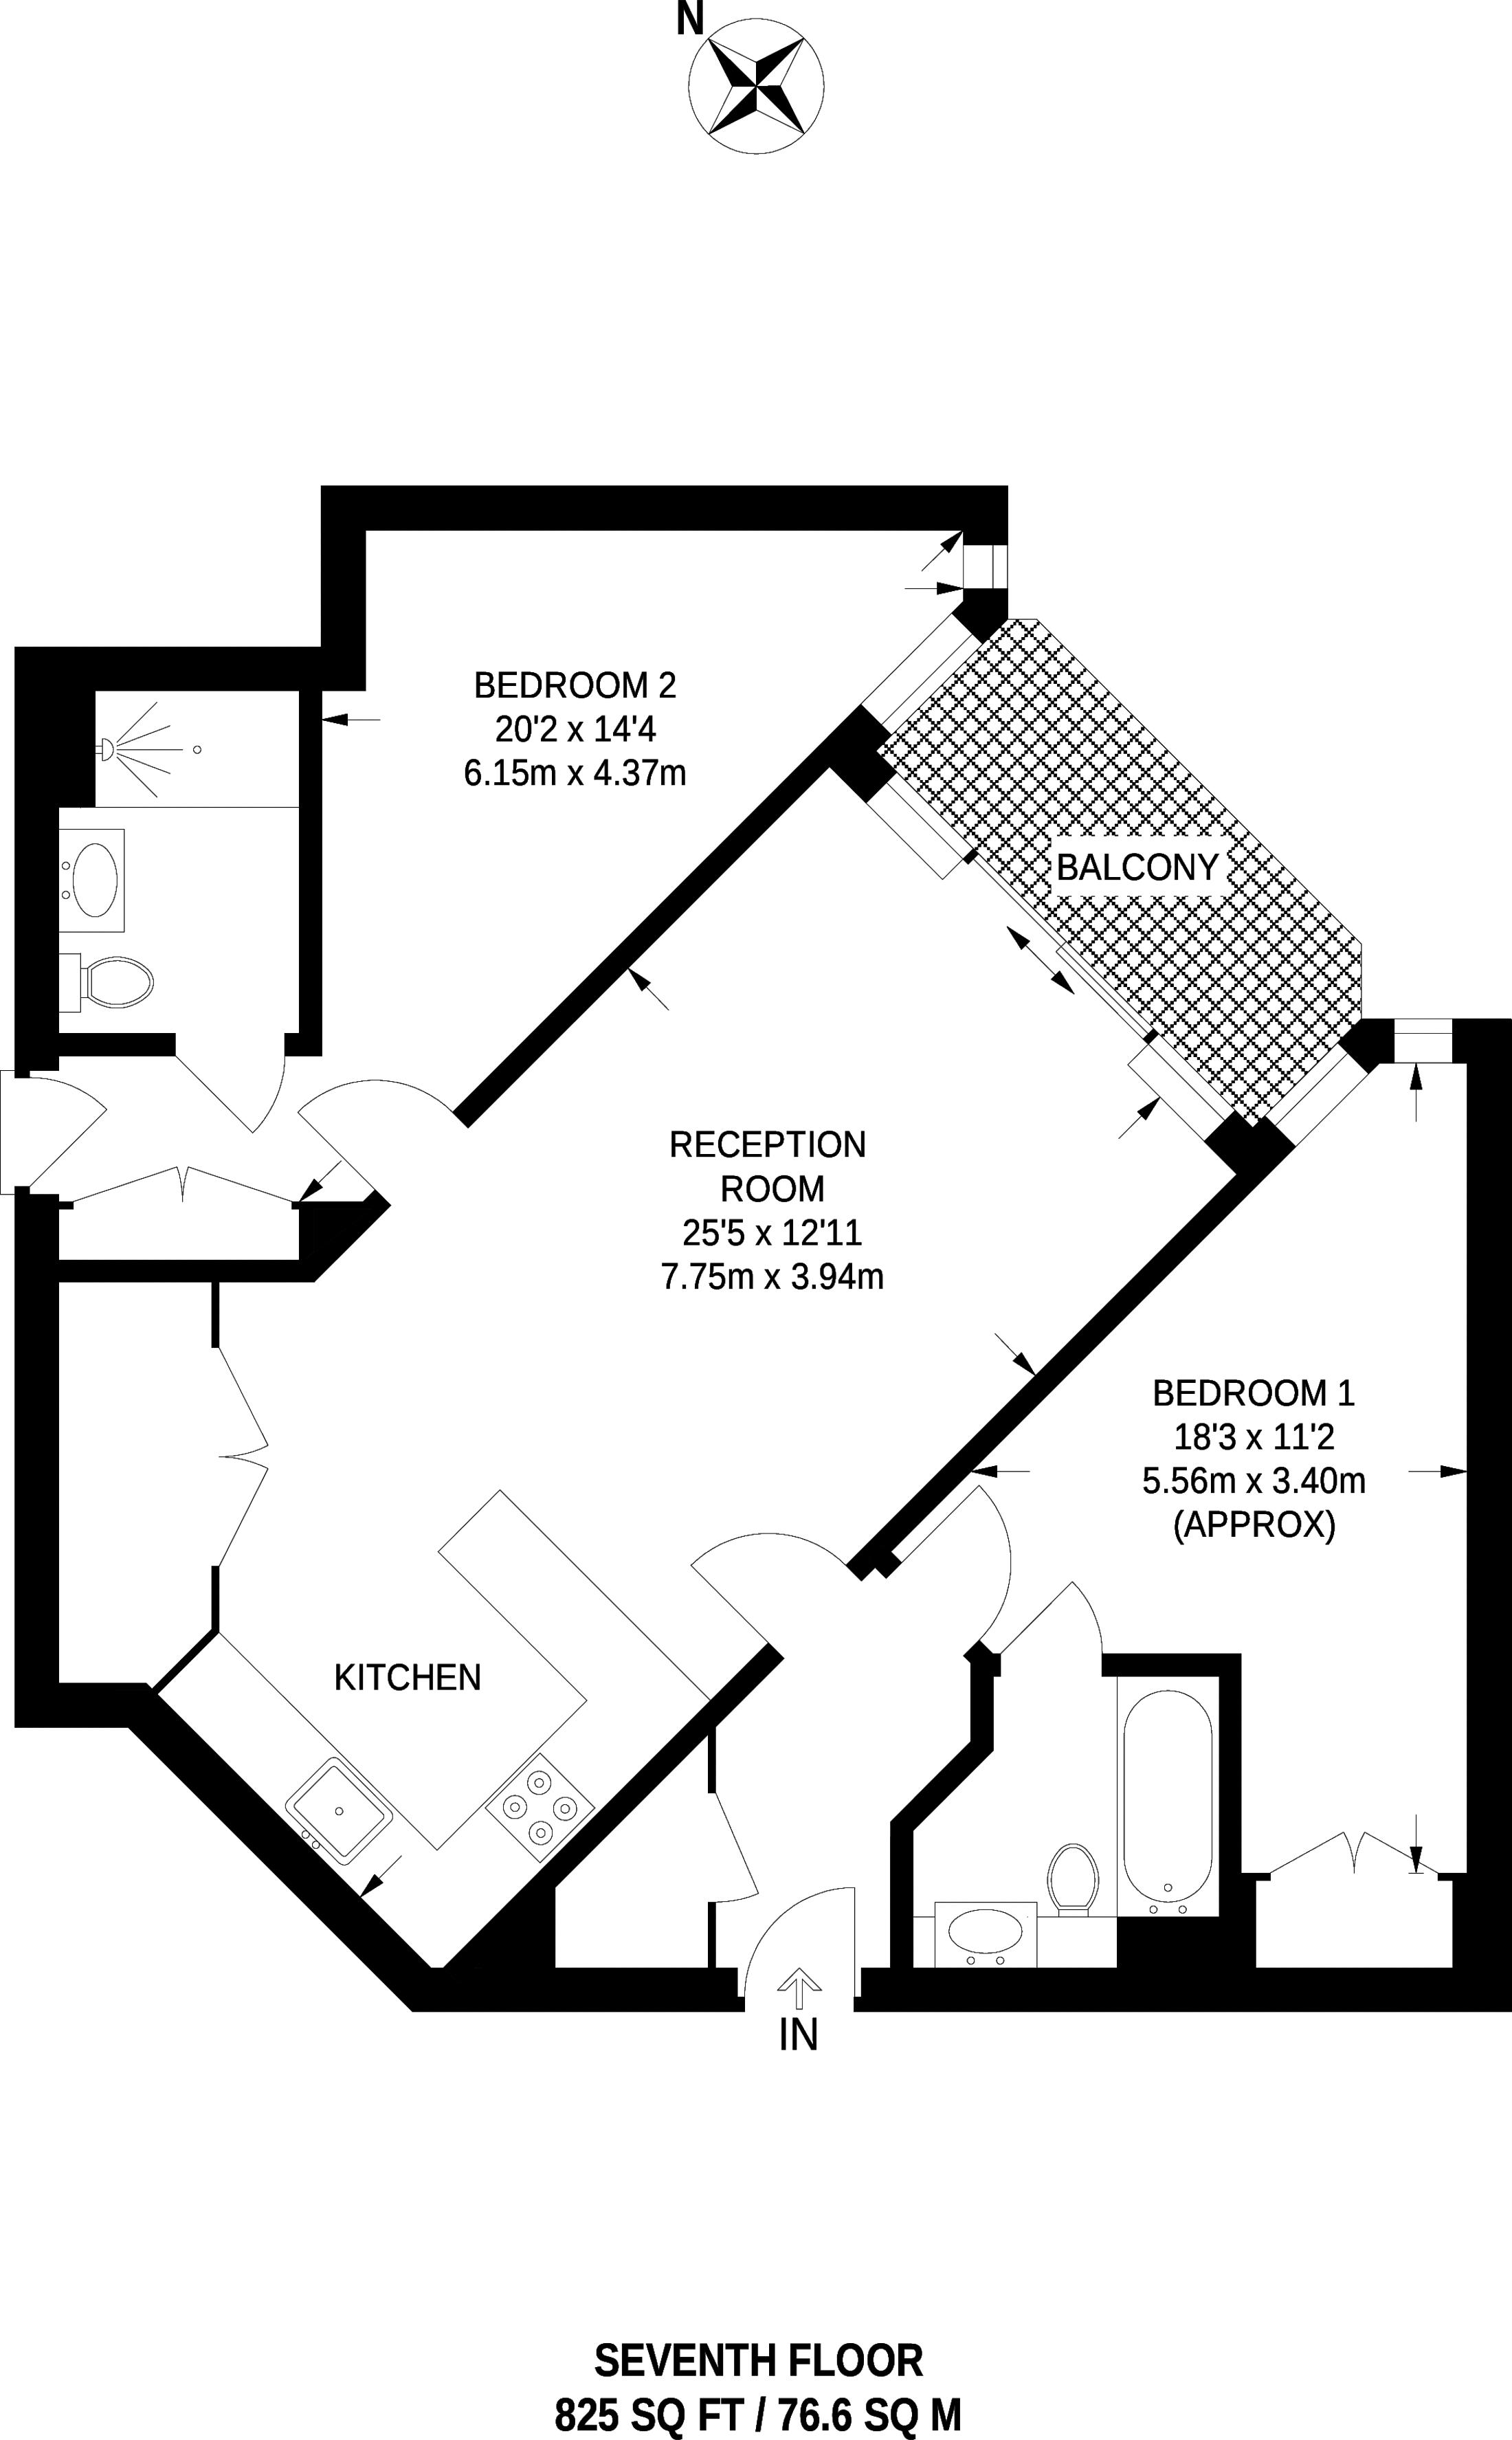 N
BEDROOM 2
20'2 x 14'4
6.15m x 4.37m
BALCONY
RECEPTION
ROOM
25'5 x 12'11
7.75m x 3.94m
BEDROOM 1
18'3 x 11'2
5.56m x 3.40m
(APPROX)
KITCHEN
IN
SEVENTH FLOOR
825 SQ FT / 76.6 SQ M